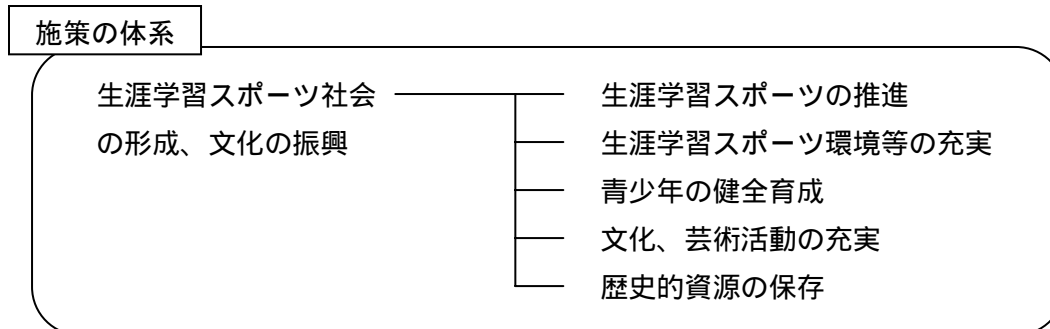 施策の体系
生涯学習スポーツ社会
の形成、文化の振興
生涯学習スポーツの推進
生涯学習スポーツ環境等の充実
青少年の健全育成
文化、芸術活動の充実
歴史的資源の保存